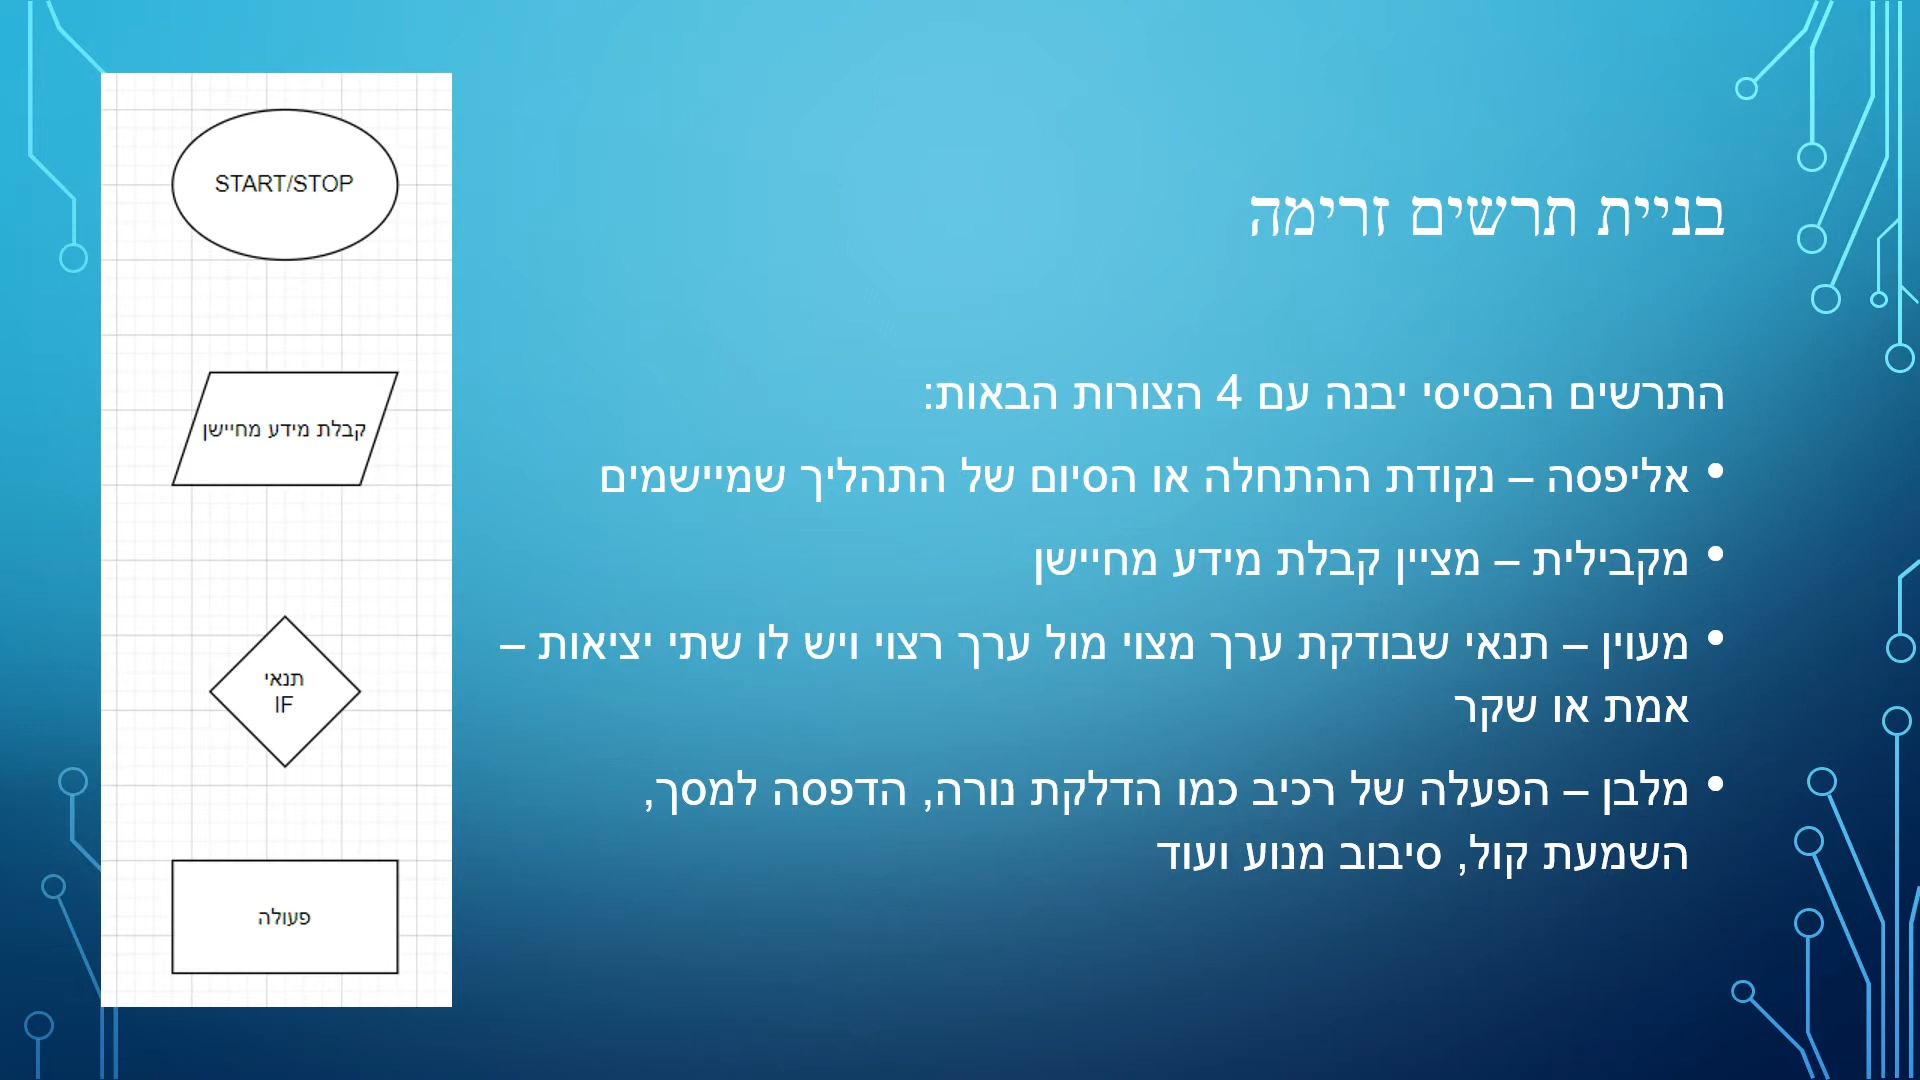 בניית תרשים זרימה
התרשים הבסיסי יבנה עם 4 הצורות הבאות:
• אליפסה – נקודת ההתחלה או הסיום של התהליך שמיישמים
• מקבילית – מציין קבלת מידע מחיישן
• מעוין – תנאי שבודקת ערך מצוי מול ערך רצוי ויש לו שתי יציאות –
אמת או שקר
• מלבן – הפעלה של רכיב כמו הדלקת נורה, הדפסה למסך,
השמעת קול, סיבוב מנוע ועוד
START/STOP
קבלת מידע מחיישן
תנאי
IF
פעולה